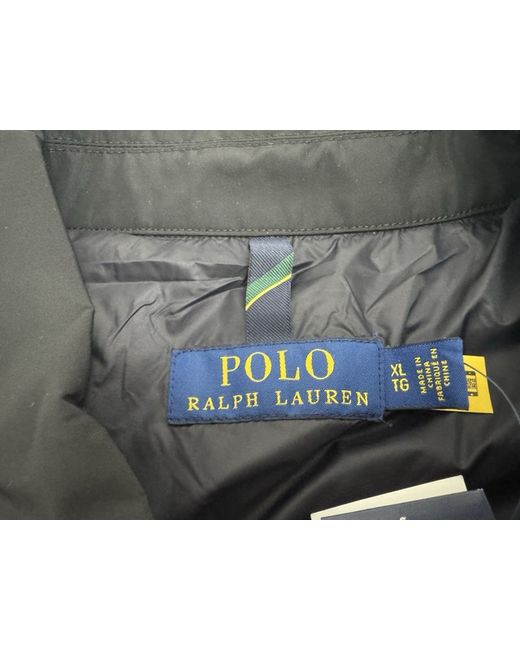 POLO
RALPH LAUREN
XL
TG
MADE IN
CHINA
FABRIQUÉ EN
CHINE